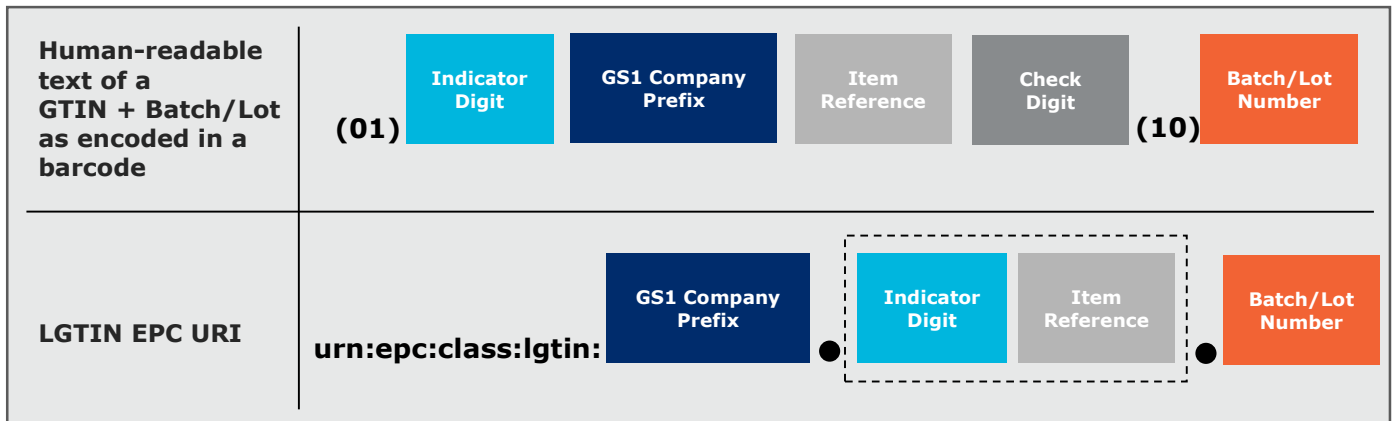 Human-readable
text of a
GTIN + Batch/Lot
as encoded in a
barcode
(01)
Indicator
Digit
GS1 Company
Prefix
Item
Reference
Check
Digit
(10)
Batch/Lot
Number
LGTIN EPC URI
urn:epc:class:lgtin:
GS1 Company
Prefix
.
Indicator
Digit
Item
Reference
.
Batch/Lot
Number